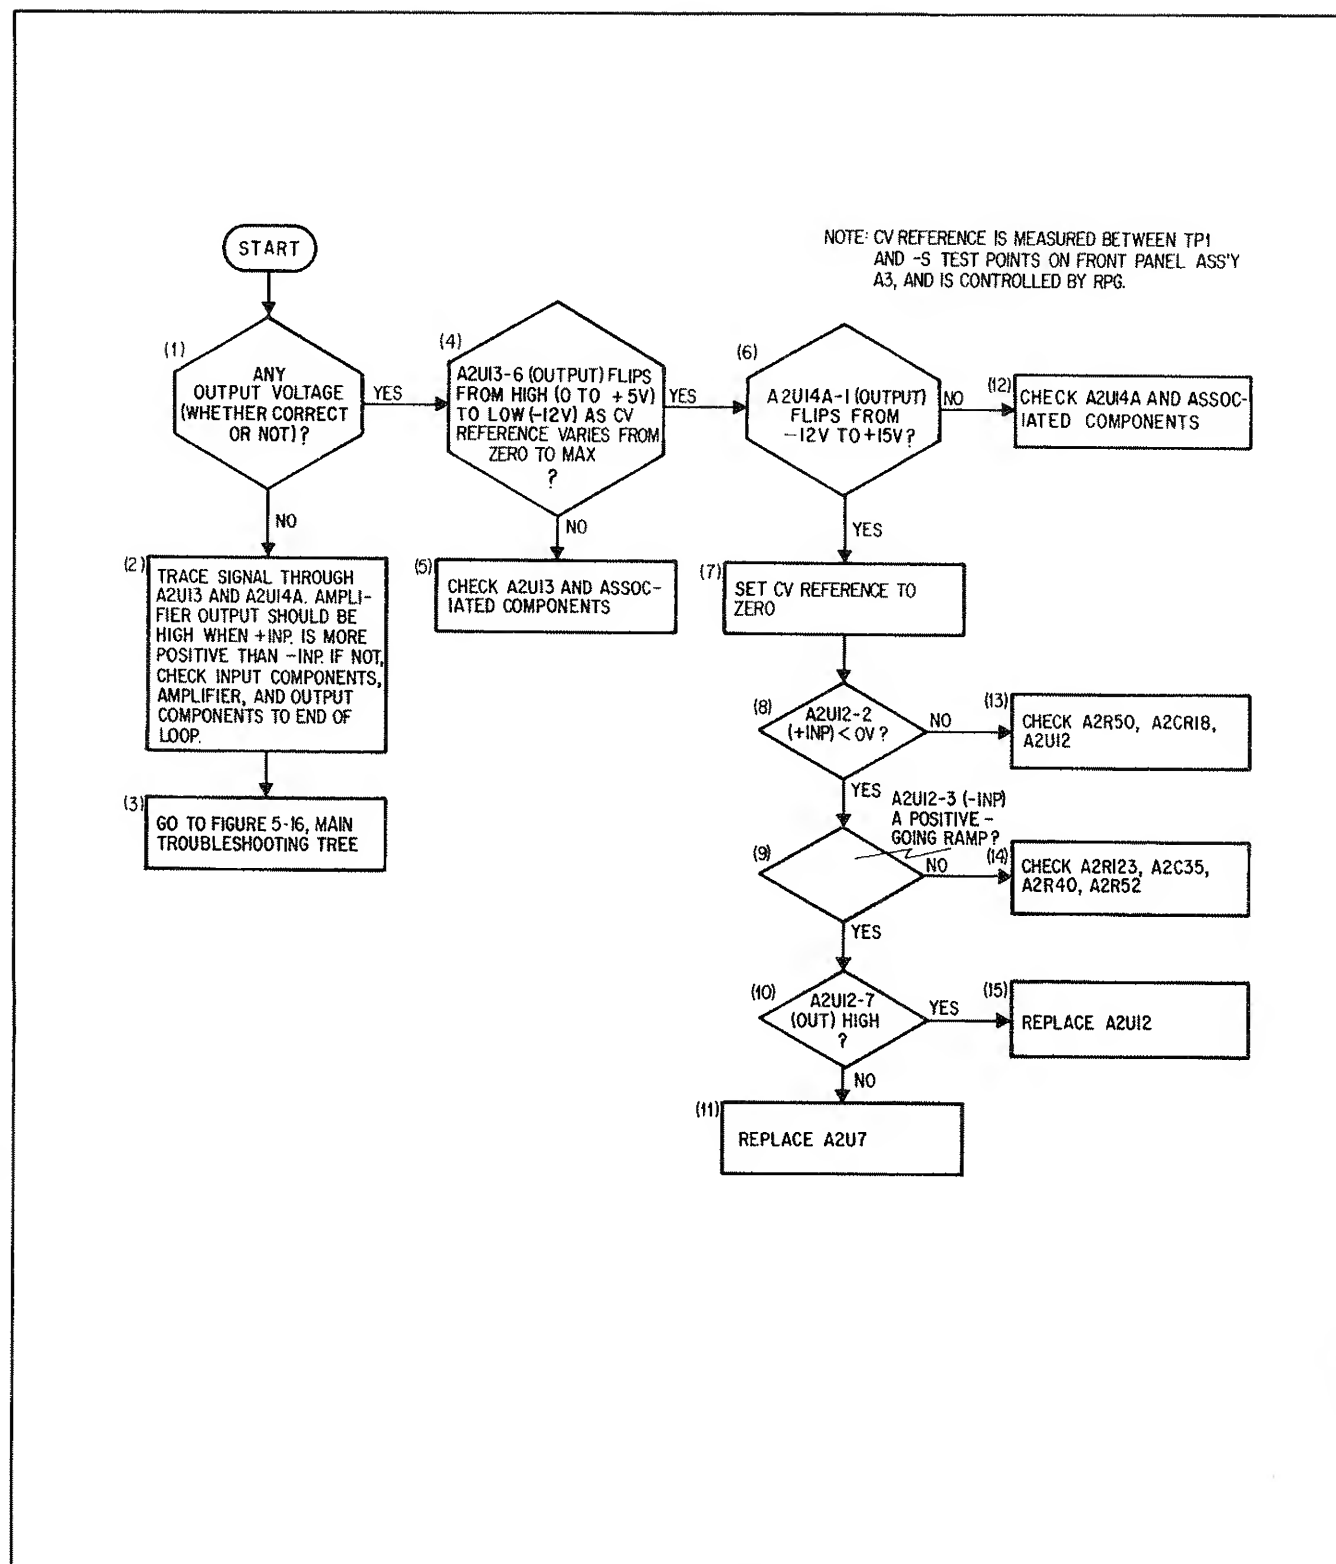 START
NOTE: CV REFERENCE IS MEASURED BETWEEN TP1
AND -S TEST POINTS ON FRONT PANEL ASS'Y
A3, AND IS CONTROLLED BY RPG.
(1)
ANY
OUTPUT VOLTAGE
(WHETHER CORRECT
OR NOT)?
YES
NO
(4)
A2U13-6 (OUTPUT) FLIPS
FROM HIGH (0 TO +5V)
TO LOW (-12V) AS CV
REFERENCE VARIES FROM
ZERO TO MAX
?
YES
NO
(6)
A2U14A-1 (OUTPUT)
FLIPS FROM
-12V TO +15V?
NO
YES
(12)
CHECK A2U14A AND ASSOC-
IATED COMPONENTS
(2)
TRACE SIGNAL THROUGH
A2U13 AND A2U14A. AMPLI-
FIER OUTPUT SHOULD BE
HIGH WHEN +INP. IS MORE
POSITIVE THAN -INP. IF NOT,
CHECK INPUT COMPONENTS,
AMPLIFIER, AND OUTPUT
COMPONENTS TO END OF
LOOP.
(3)
GO TO FIGURE 5-16, MAIN
TROUBLESHOOTING TREE
(5)
CHECK A2U13 AND ASSOC-
IATED COMPONENTS
(7)
SET CV REFERENCE TO
ZERO
(8)
A2U12-2
(+INP) < 0V ?
NO
YES
(13)
CHECK A2R50, A2CR18,
A2U12
(9)
A2U12-3 (-INP)
A POSITIVE -
GOING RAMP?
NO
YES
(14)
CHECK A2R123, A2C35,
A2R40, A2R52
(10)
A2U12-7
(OUT) HIGH
?
YES
NO
(15)
REPLACE A2U12
(11)
REPLACE A2U7